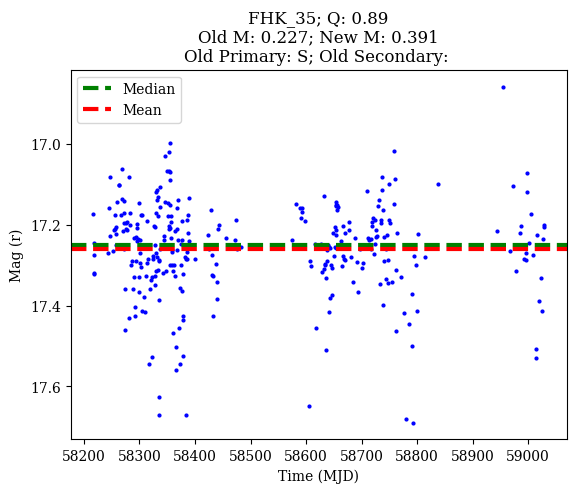 FHK_35; Q: 0.89
Old M: 0.227; New M: 0.391
Old Primary: S; Old Secondary:
Median
Mean
17.0
17.2
17.4
17.6
Mag (r)
58200 58300 58400 58500 58600 58700 58800 58900 59000
Time (MJD)